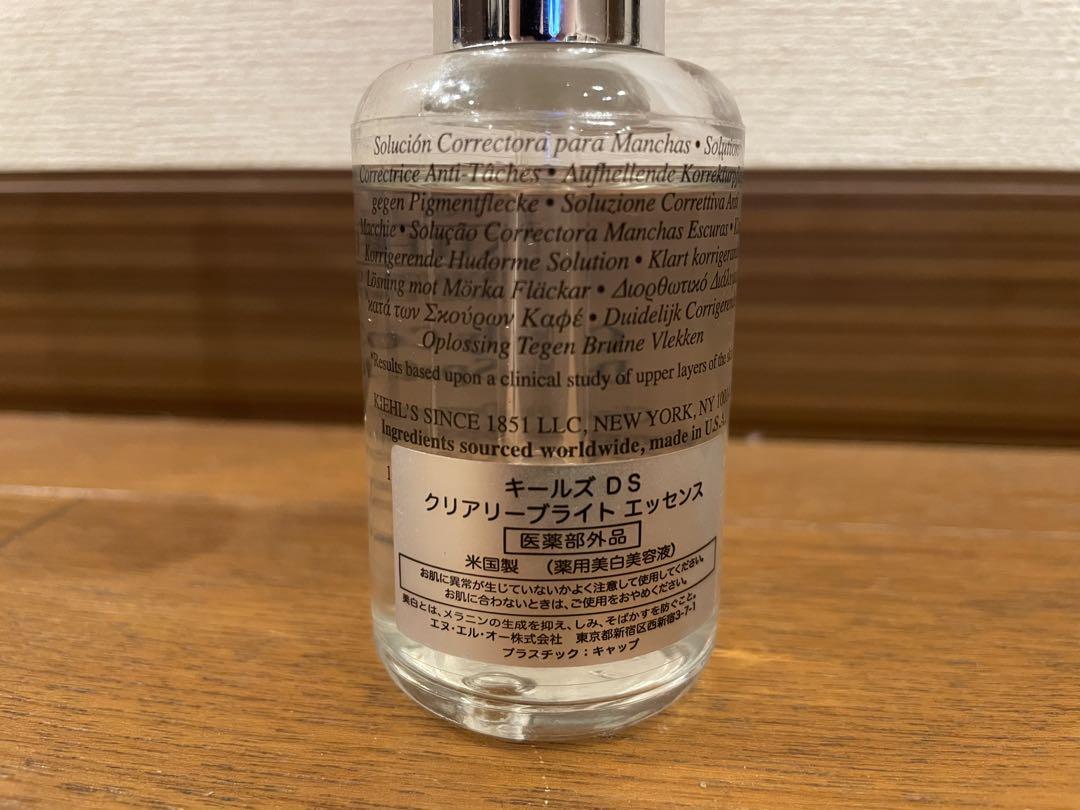 Solución Correctora para Manchas • Solution
Correctrice Anti-Tâches • Aufhellende
gegen Pigmentflecke • Soluzione Correttiva Anti
Macchie • Solução Correctora Manchas Escuras •
Korrigerende Hudorme Solution • Klart
Lösning mot Mörka Fläckar • Διορθωτικό
κατά των Σκούρων Καφέ • Duidelijk
Oplossing Tegen Bruine Vlekken
*Results based upon a clinical study of upper layers of the
KIEHL'S SINCE 1851 LLC, NEW YORK, NY
Ingredients sourced worldwide, made in U.S.A.
キールズ DS
クリアリーブライト エッセンス
医薬部外品
米国製 (薬用美白美容液)
お肌に異常が生じていないかよく注意して使用してください。
お肌に合わないときは、ご使用をおやめください。
美白とは、メラニンの生成を抑え、しみ、そばかすを防ぐこと。
エヌ・エル・オー株式会社 東京都新宿区西新宿3-7-1
プラスチック:キャップ